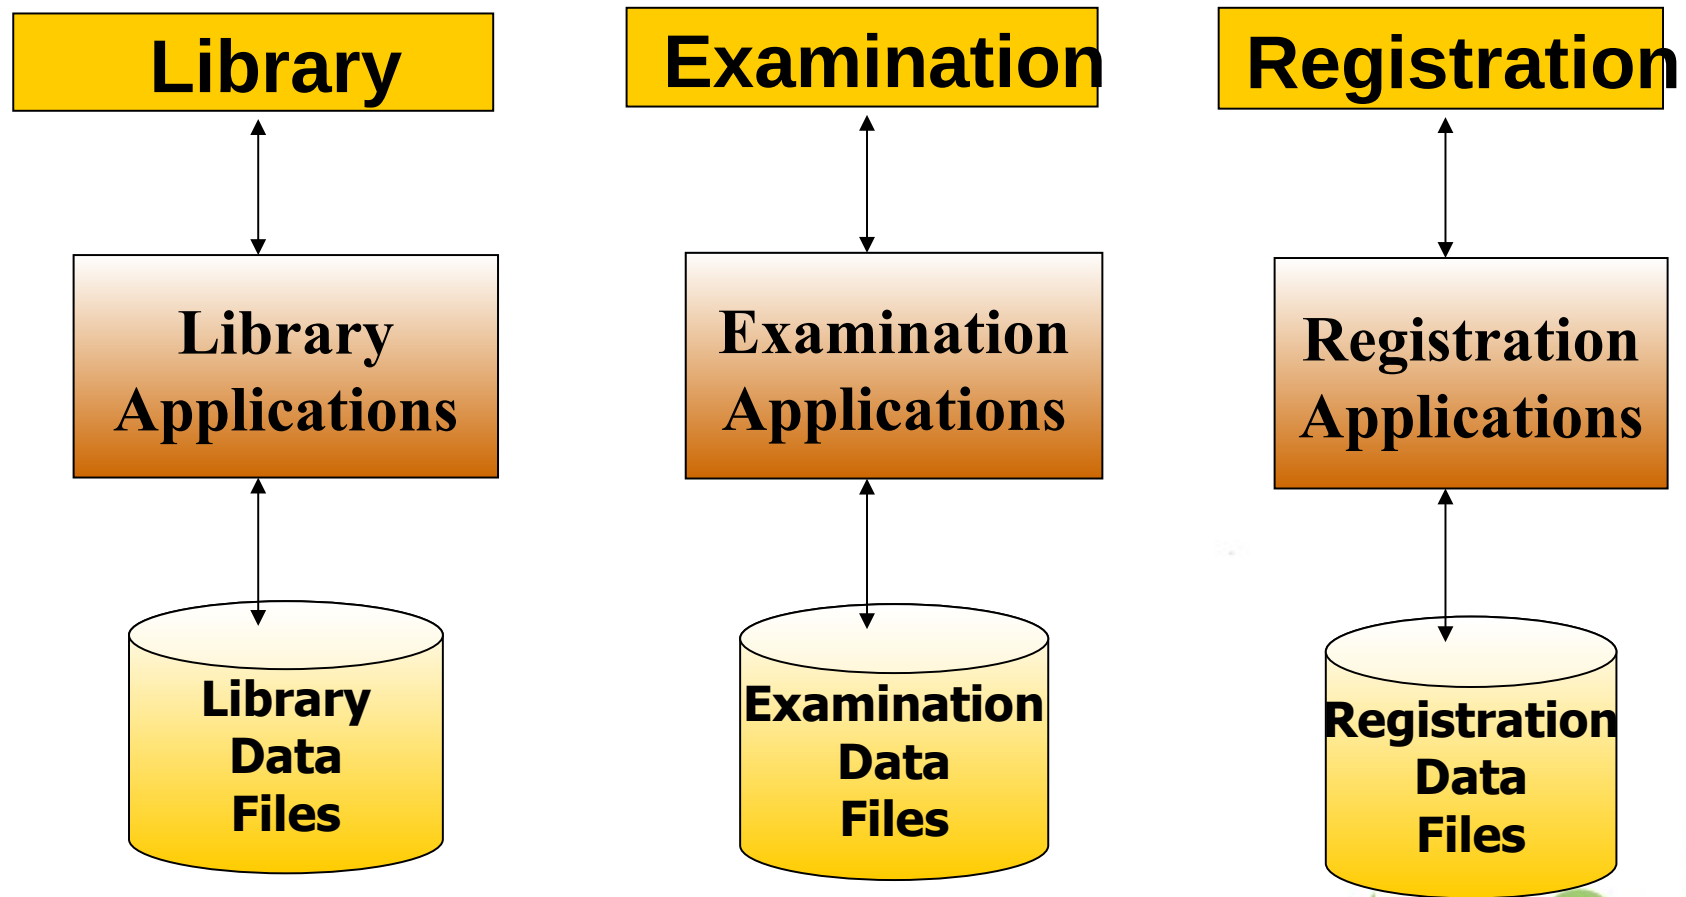 Library
Examination
Registration
Library
Applications
Examination
Applications
Registration
Applications
Library
Data
Files
Examination
Data
Files
Registration
Data
Files